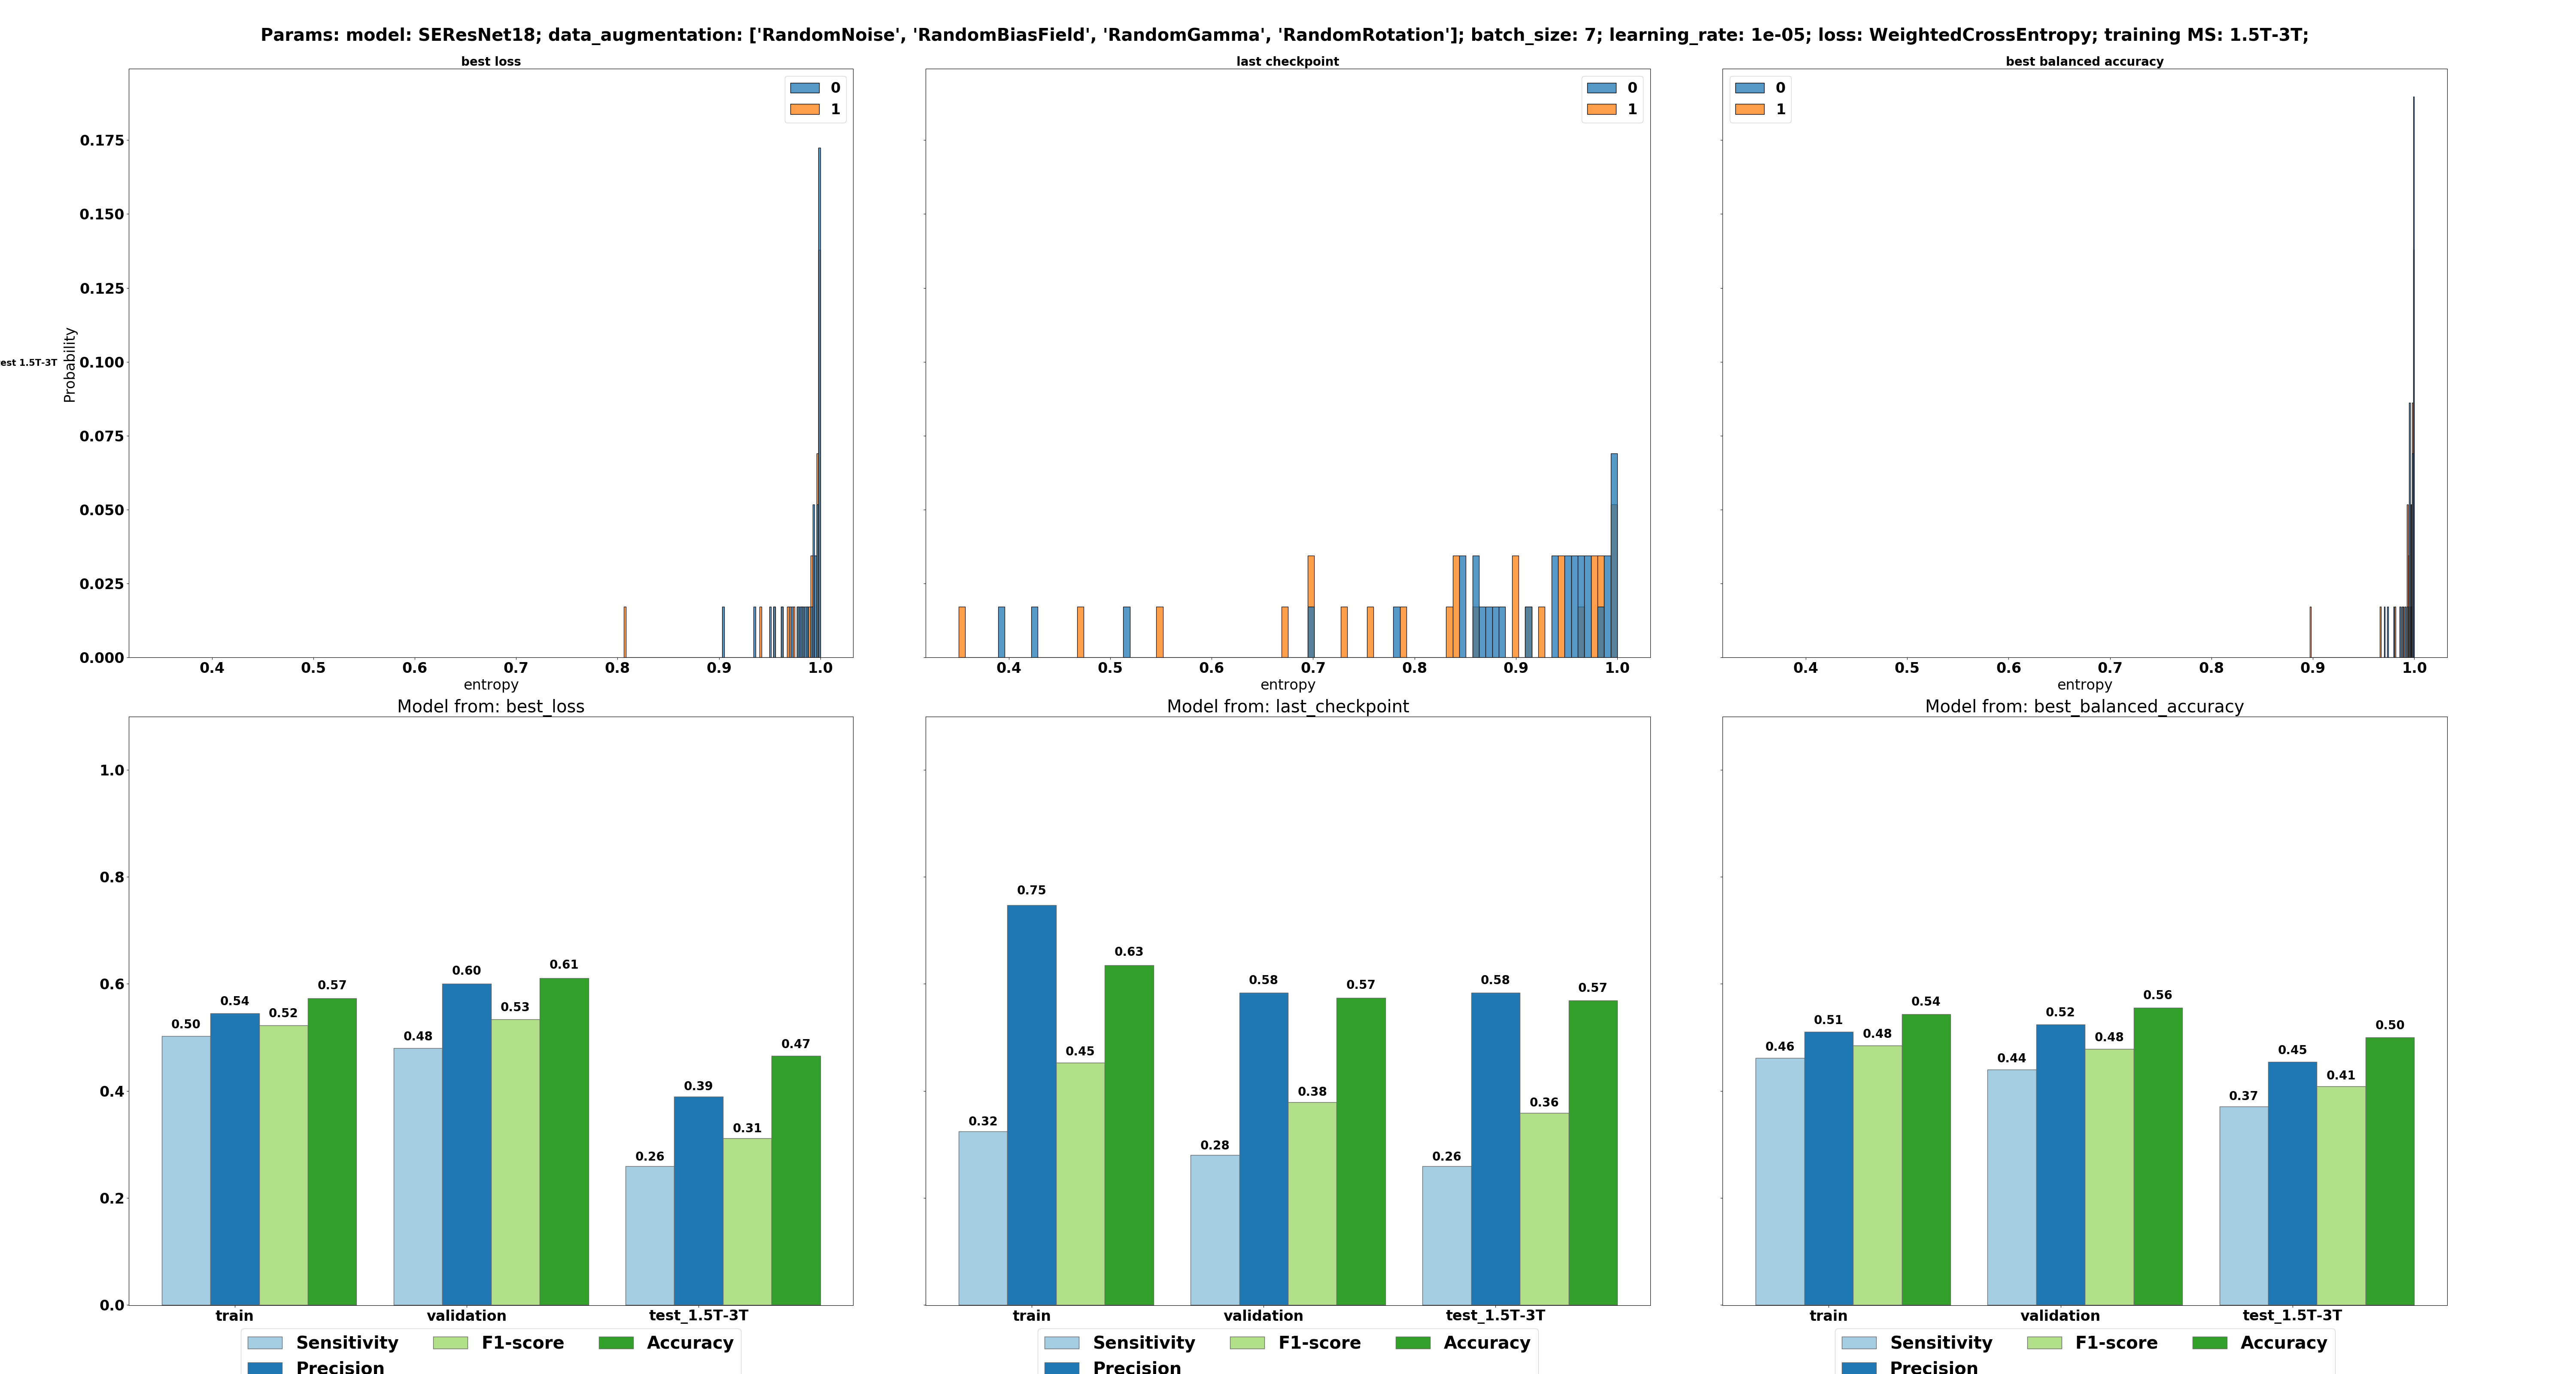 Params: model: SEResNet18; data_augmentation: ['RandomNoise', 'RandomBiasField', 'RandomGamma', 'RandomRotation']; batch_size: 7; learning_rate: 1e-05; loss: WeightedCrossEntropy; training MS: 1.5T-3T;
best loss
0
1
0.175
0.150
0.125
0.100
0.075
0.050
0.025
0.000
Probability
est 1.5T-3T
0.4 0.5 0.6 0.7 0.8 0.9 1.0
entropy
last checkpoint
0
1
0.4 0.5 0.6 0.7 0.8 0.9 1.0
entropy
best balanced accuracy
0
1
0.4 0.5 0.6 0.7 0.8 0.9 1.0
entropy
Model from: best_loss
1.0
0.8
0.6
0.4
0.2
0.0
0.50 0.54 0.52 0.57
0.48 0.60 0.53 0.61
0.26 0.39 0.31 0.47
train validation test_1.5T-3T
Sensitivity F1-score Accuracy
Precision
Model from: last_checkpoint
0.32 0.75 0.45 0.63
0.28 0.58 0.38 0.57
0.26 0.58 0.36 0.57
train validation test_1.5T-3T
Sensitivity F1-score Accuracy
Precision
Model from: best_balanced_accuracy
0.46 0.51 0.48 0.54
0.44 0.52 0.48 0.56
0.37 0.45 0.41 0.50
train validation test_1.5T-3T
Sensitivity F1-score Accuracy
Precision